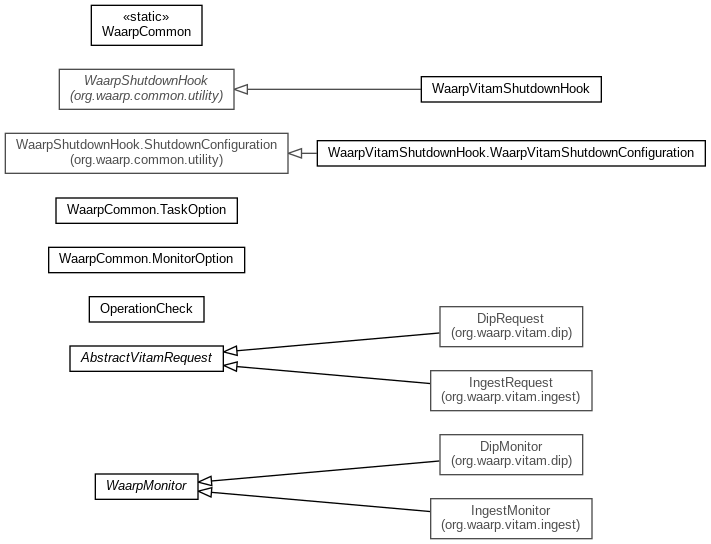 «static»
WaarpCommon
WaarpShutdownHook
(org.waarp.common.utility)
WaarpVitamShutdownHook
WaarpShutdownHook.ShutdownConfiguration
(org.waarp.common.utility)
WaarpVitamShutdownHook.WaarpVitamShutdownConfiguration
WaarpCommon.TaskOption
WaarpCommon.MonitorOption
OperationCheck
DipRequest
(org.waarp.vitam.dip)
AbstractVitamRequest
IngestRequest
(org.waarp.vitam.ingest)
DipMonitor
(org.waarp.vitam.dip)
WaarpMonitor
IngestMonitor
(org.waarp.vitam.ingest)